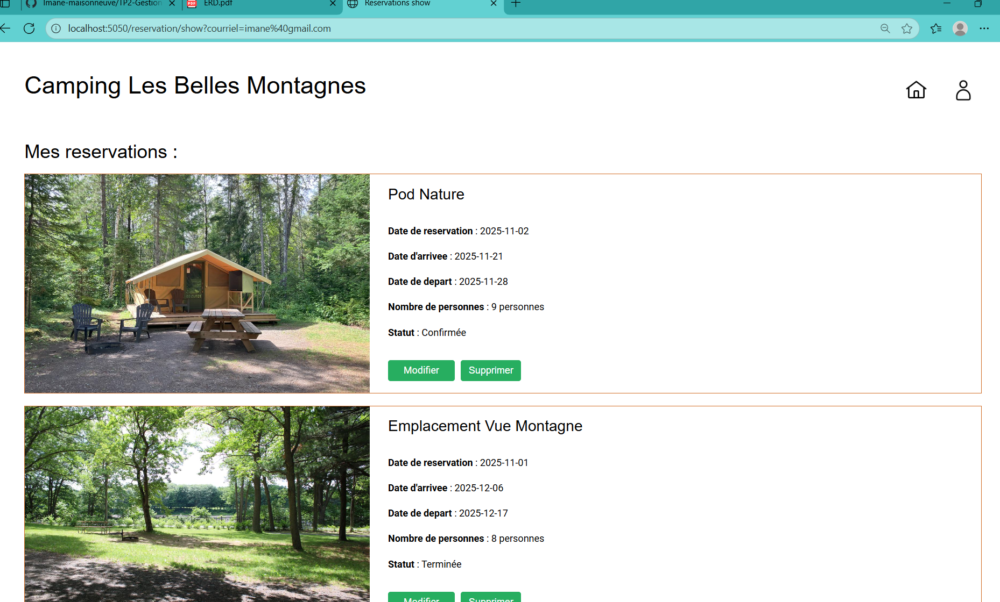 Imane-maisonneuve/TP2-Gestion
ERD.pdf
Reservations show
localhost:5050/reservation/show?courriel=imane%40gmail.com
Camping Les Belles Montagnes
Mes reservations :
Pod Nature
Date de reservation : 2025-11-02
Date d'arrivee : 2025-11-21
Date de depart : 2025-11-28
Nombre de personnes : 9 personnes
Statut : Confirmée
Modifier
Supprimer
Emplacement Vue Montagne
Date de reservation : 2025-11-01
Date d'arrivee : 2025-12-06
Date de depart : 2025-12-17
Nombre de personnes : 8 personnes
Statut : Terminée
Modifier
Supprimer